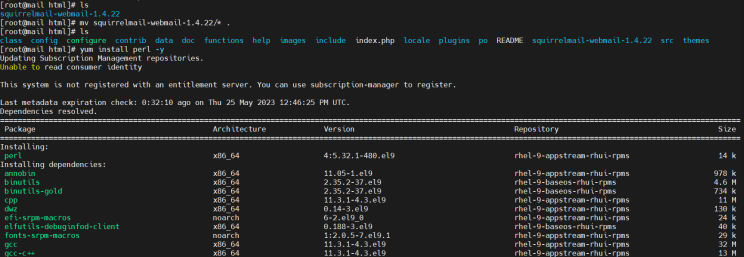 [root@mail html]# ls
squirrelmail-webmail-1.4.22
[root@mail html]# mv squirrelmail-webmail-1.4.22/* .
[root@mail html]# ls
class config configure contrib data doc functions help images include index.php locale plugins po README squirrelmail-webmail-1.4.22 src themes
[root@mail html]# yum install perl -y
Updating Subscription Management repositories.
Unable to read consumer identity
This system is not registered with an entitlement server. You can use subscription-manager to register.
Last metadata expiration check: 0:32:10 ago on Thu 25 May 2023 12:46:25 PM UTC.
Dependencies resolved.
Package Architecture Version Repository Size
Installing:
perl x86_64 4:5.32.1-480.el9 rhel-9-appstream-rhui-rpms 14 k
Installing dependencies:
annobin x86_64 11.05-1.el9 rhel-9-appstream-rhui-rpms 978 k
binutils x86_64 2.35.2-37.el9 rhel-9-baseos-rhui-rpms 4.6 M
binutils-gold x86_64 2.35.2-37.el9 rhel-9-baseos-rhui-rpms 734 k
cpp x86_64 11.3.1-4.3.el9 rhel-9-appstream-rhui-rpms 11 M
dwz x86_64 0.14-3.el9 rhel-9-appstream-rhui-rpms 130 k
efi-srpm-macros noarch 6-2.el9_0 rhel-9-appstream-rhui-rpms 24 k
elfutils-debuginfod-client x86_64 0.188-3.el9 rhel-9-baseos-rhui-rpms 40 k
fonts-srpm-macros noarch 1:2.0.5-7.el9.1 rhel-9-appstream-rhui-rpms 29 k
gcc x86_64 11.3.1-4.3.el9 rhel-9-appstream-rhui-rpms 32 M
gcc-c++ x86_64 11.3.1-4.3.el9 rhel-9-appstream-rhui-rpms 13 M